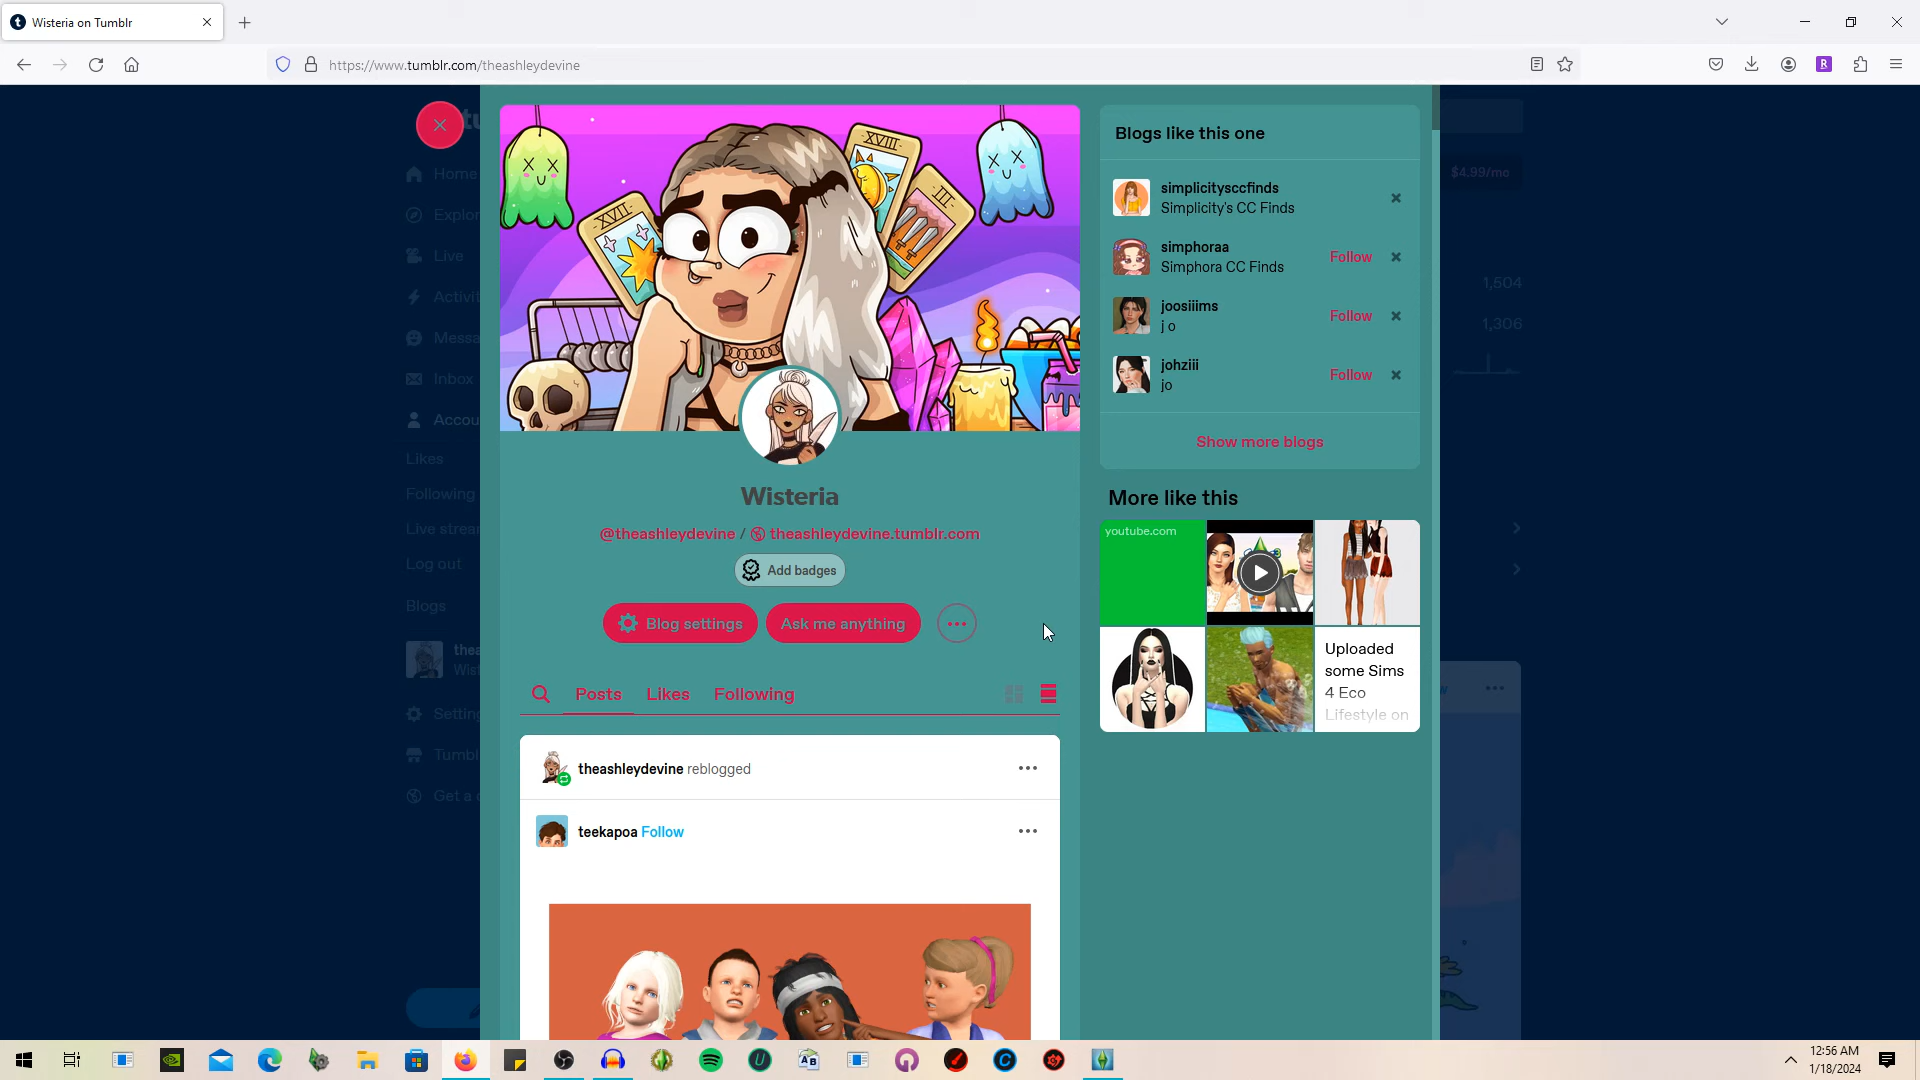 Wisteria on Tumblr
https://www.tumblr.com/theashleydevine
R
Home
$4.99/mo
Live
1,504
1,306
Inbox
Likes
Following
Log out
Blogs
XVII
XVIII
III
Wisteria
@theashleydevine / theashleydevine.tumblr.com
Add badges
Blog settings
Ask me anything
Posts
Likes
Following
theashleydevine reblogged
teekapoa Follow
Blogs like this one
simplicitysccfinds
Simplicity's CC Finds
simphoraa
Simphora CC Finds
Follow
joosiiims
j o
Follow
johziii
jo
Follow
Show more blogs
More like this
youtube.com
Uploaded
some Sims
4 Eco
Lifestyle on
12:56 AM
1/18/2024